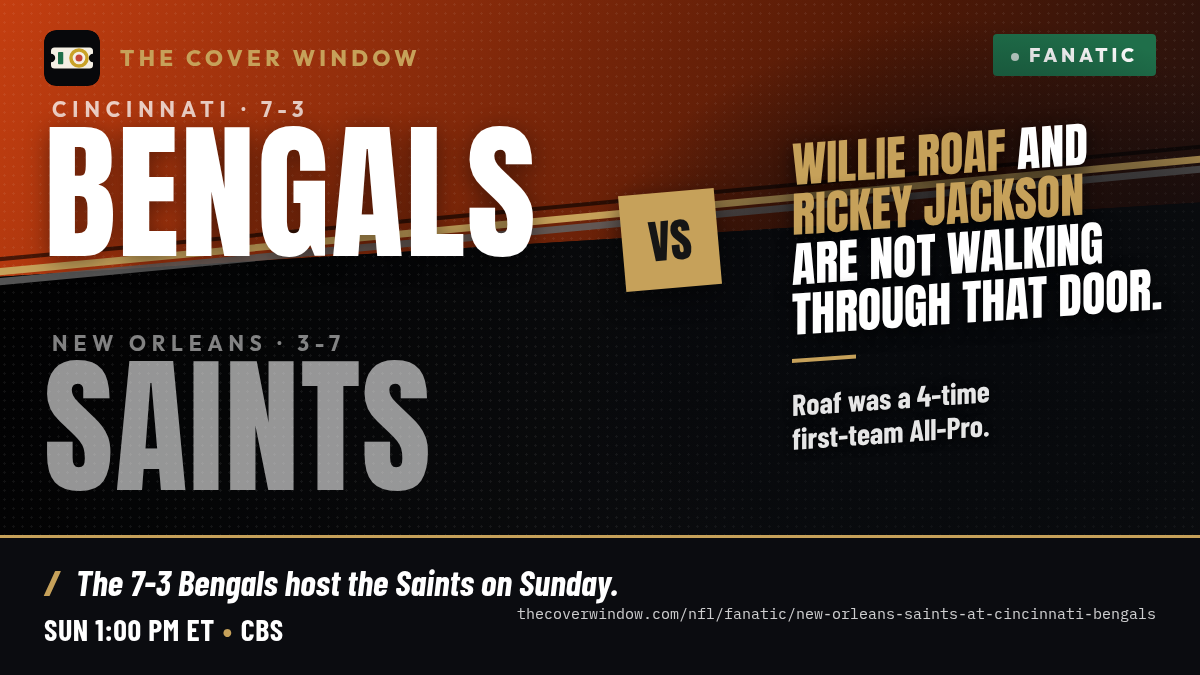 THE COVER WINDOW
FANATIC
CINCINNATI · 7-3
BENGALS
VS
NEW ORLEANS · 3-7
SAINTS
WILLIE ROAF AND
RICKEY JACKSON
ARE NOT WALKING
THROUGH THAT DOOR.
Roaf was a 4-time
first-team All-Pro.
/ The 7-3 Bengals host the Saints on Sunday.
SUN 1:00 PM ET • CBS
thecoverwindow.com/nfl/fanatic/new-orleans-saints-at-cincinnati-bengals